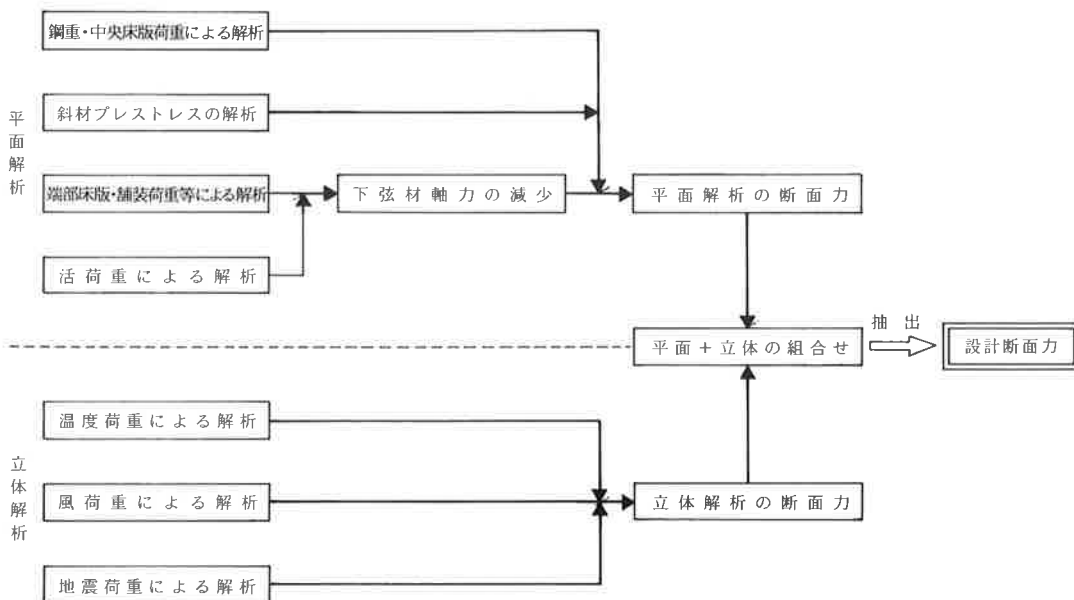 平面解析
鋼重・中央床版荷重による解析
斜材プレストレスの解析
端部床版・舗装荷重等による解析
下弦材軸力の減少
平面解析の断面力
活荷重による解析
平面+立体の組合せ
抽出
設計断面力
立体解析
温度荷重による解析
風荷重による解析
立体解析の断面力
地震荷重による解析